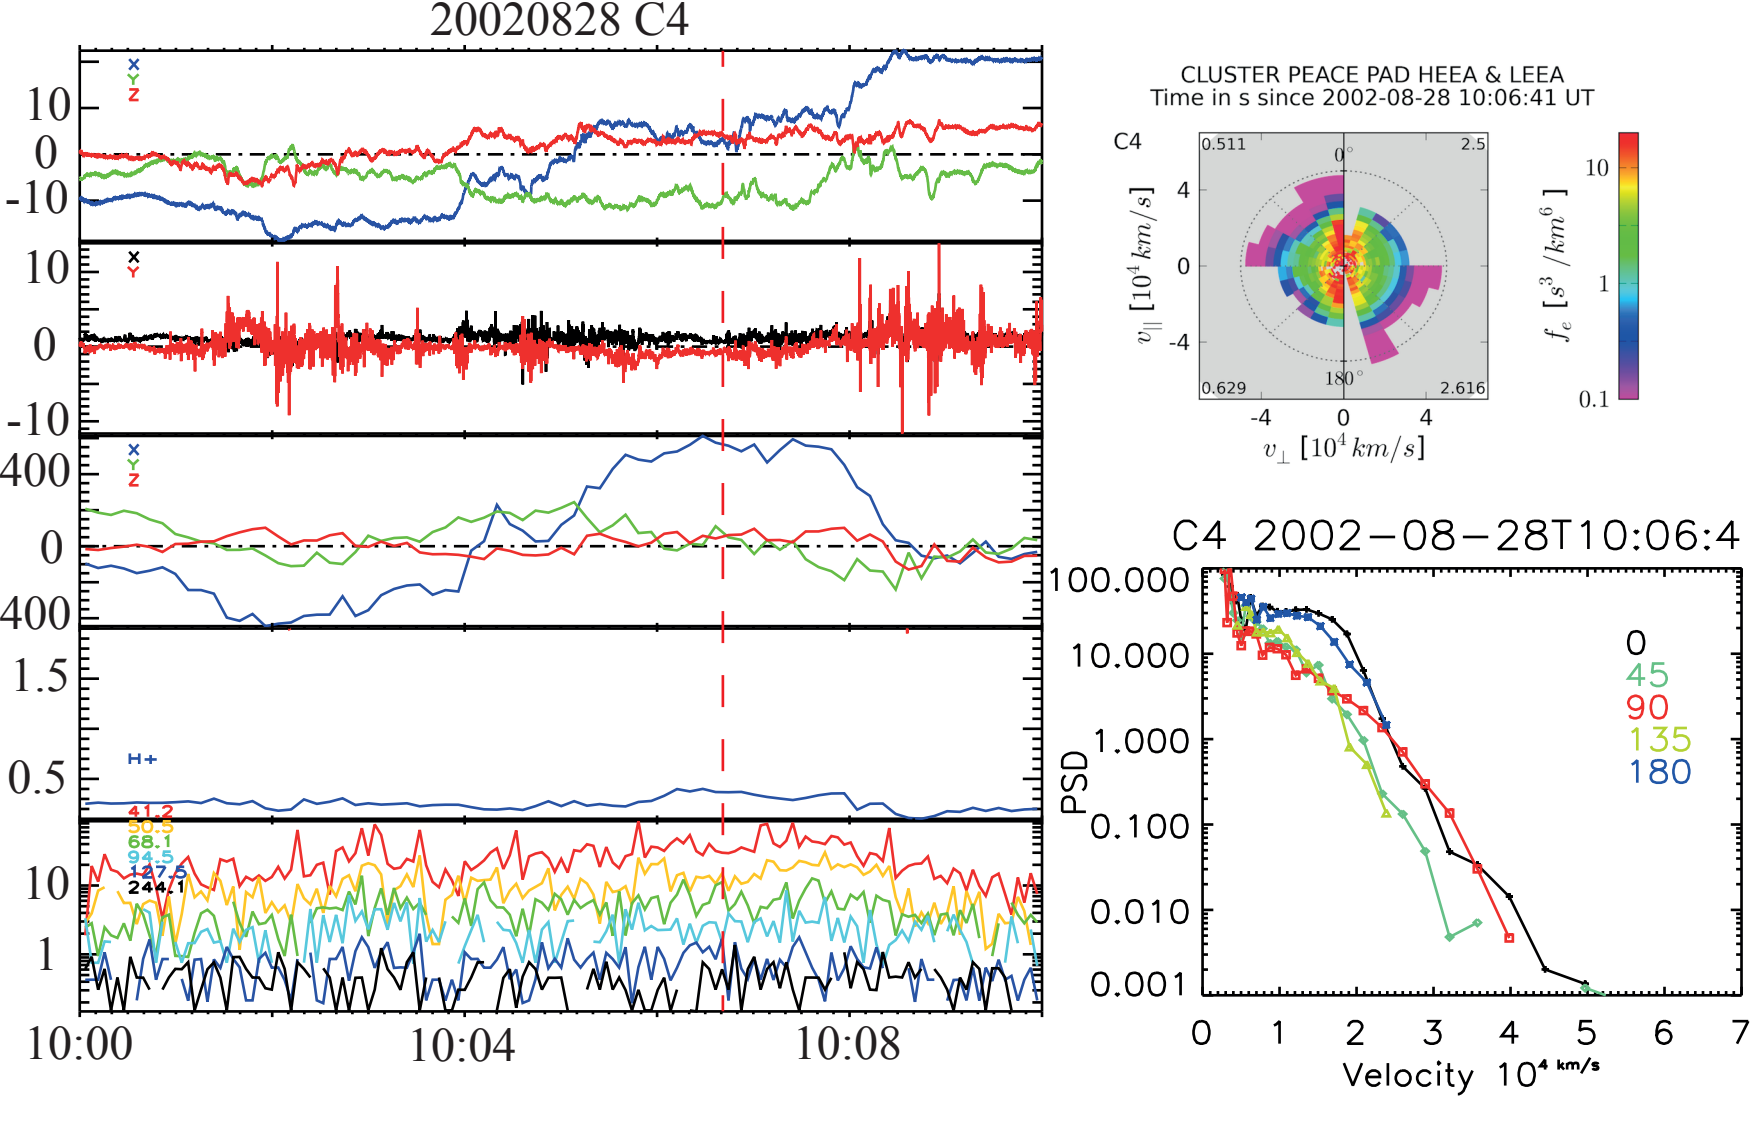 20020828 C4
X
Y
Z
10
0
-10
X
Y
10
0
-10
X
Y
Z
400
0
400
1.5
0.5
H+
41.2
50.5
68.1
94.5
127.5
244.1
10
1
10:00 10:04 10:08
CLUSTER PEACE PAD HEEA & LEEA
Time in s since 2002-08-28 10:06:41 UT
C4
0.511 2.5
0°
180°
0.629 2.616
4
0
-4
v∥ [10⁴ km/s]
-4 0 4
v⊥ [10⁴ km/s]
10
1
0.1
fₑ [s³/km⁶]
C4 2002−08−28T10:06:4
100.000
10.000
1.000
0.100
0.010
0.001
PSD
0
45
90
135
180
0 1 2 3 4 5 6 7
Velocity 10⁴ km/s